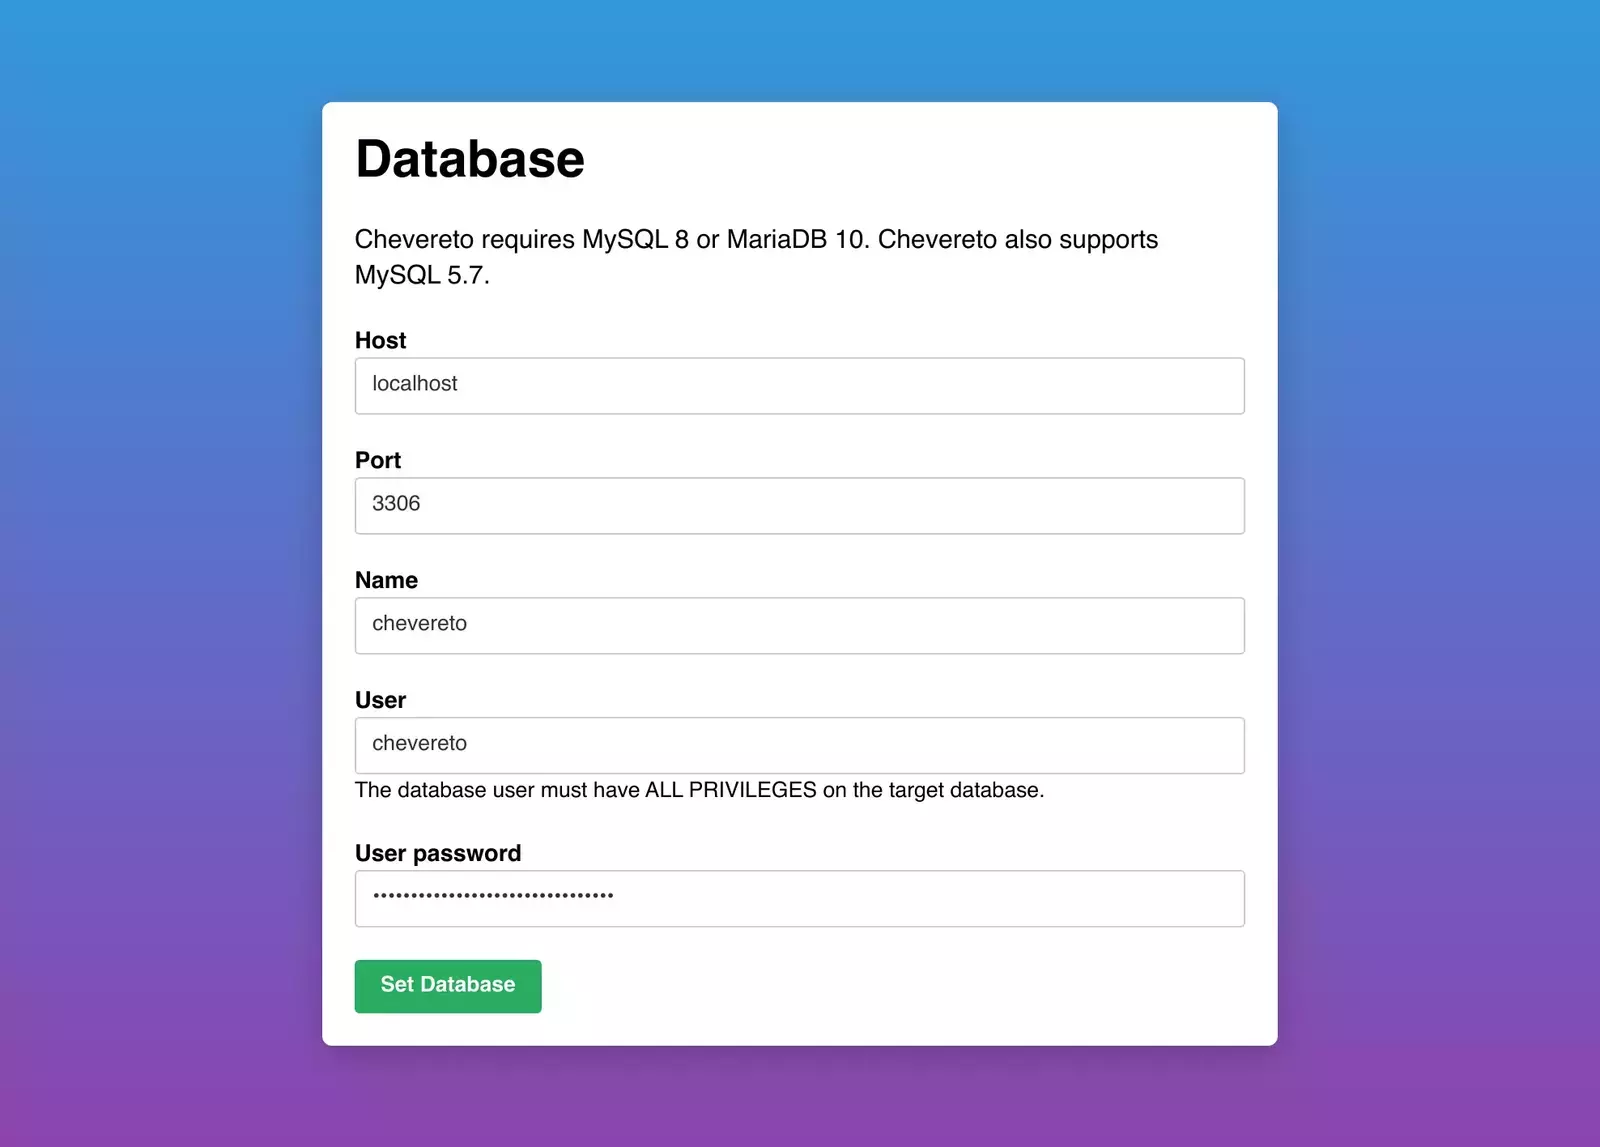 Database
Chevereto requires MySQL 8 or MariaDB 10. Chevereto also supports
MySQL 5.7.
Host
localhost
Port
3306
Name
chevereto
User
chevereto
The database user must have ALL PRIVILEGES on the target database.
User password
••••••••••••••••••••••••••••••••
Set Database